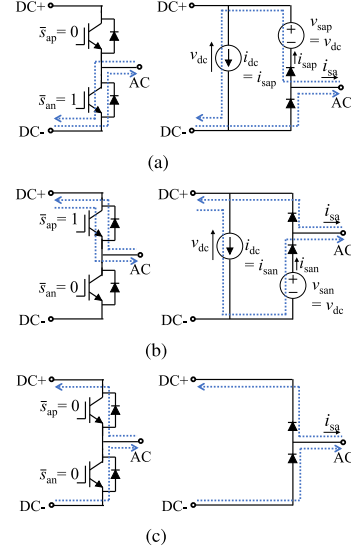 DC+
s̅ap= 0
s̅an= 1
AC
DC-
DC+
vdc
idc
= isap
vsap
= vdc
isap
isa
AC
DC-
(a)
DC+
s̅ap= 1
s̅an= 0
AC
DC-
DC+
vdc
idc
= isan
isa
AC
isan
vsan
= vdc
DC-
(b)
DC+
s̅ap= 0
s̅an= 0
AC
DC-
DC+
isa
AC
DC-
(c)